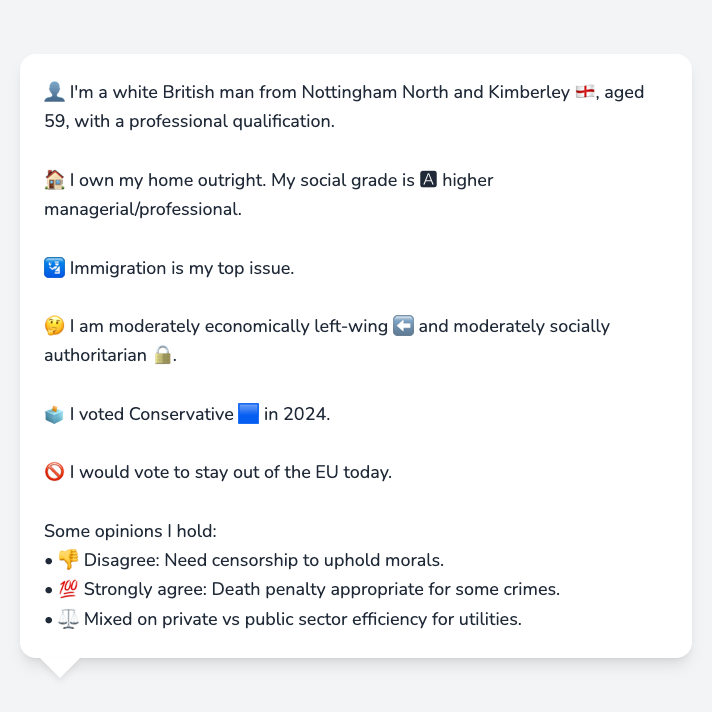 👤 I'm a white British man from Nottingham North and Kimberley 🏴󠁧󠁢󠁥󠁮󠁧󠁿, aged
59, with a professional qualification.
🏠 I own my home outright. My social grade is 🅰 higher
managerial/professional.
🛂 Immigration is my top issue.
🤔 I am moderately economically left-wing ⬅️ and moderately socially
authoritarian 🔒.
🗳️ I voted Conservative 🟦 in 2024.
🚫 I would vote to stay out of the EU today.
Some opinions I hold:
• 👎 Disagree: Need censorship to uphold morals.
• 💯 Strongly agree: Death penalty appropriate for some crimes.
• ⚖️ Mixed on private vs public sector efficiency for utilities.